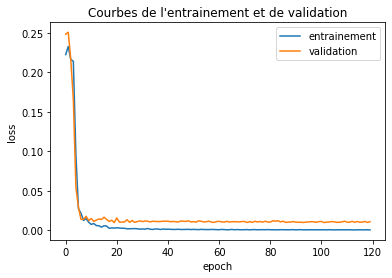 Courbes de l'entrainement et de validation
entrainement
validation
0.25
0.20
0.15
0.10
0.05
0.00
loss
0 20 40 60 80 100 120
epoch